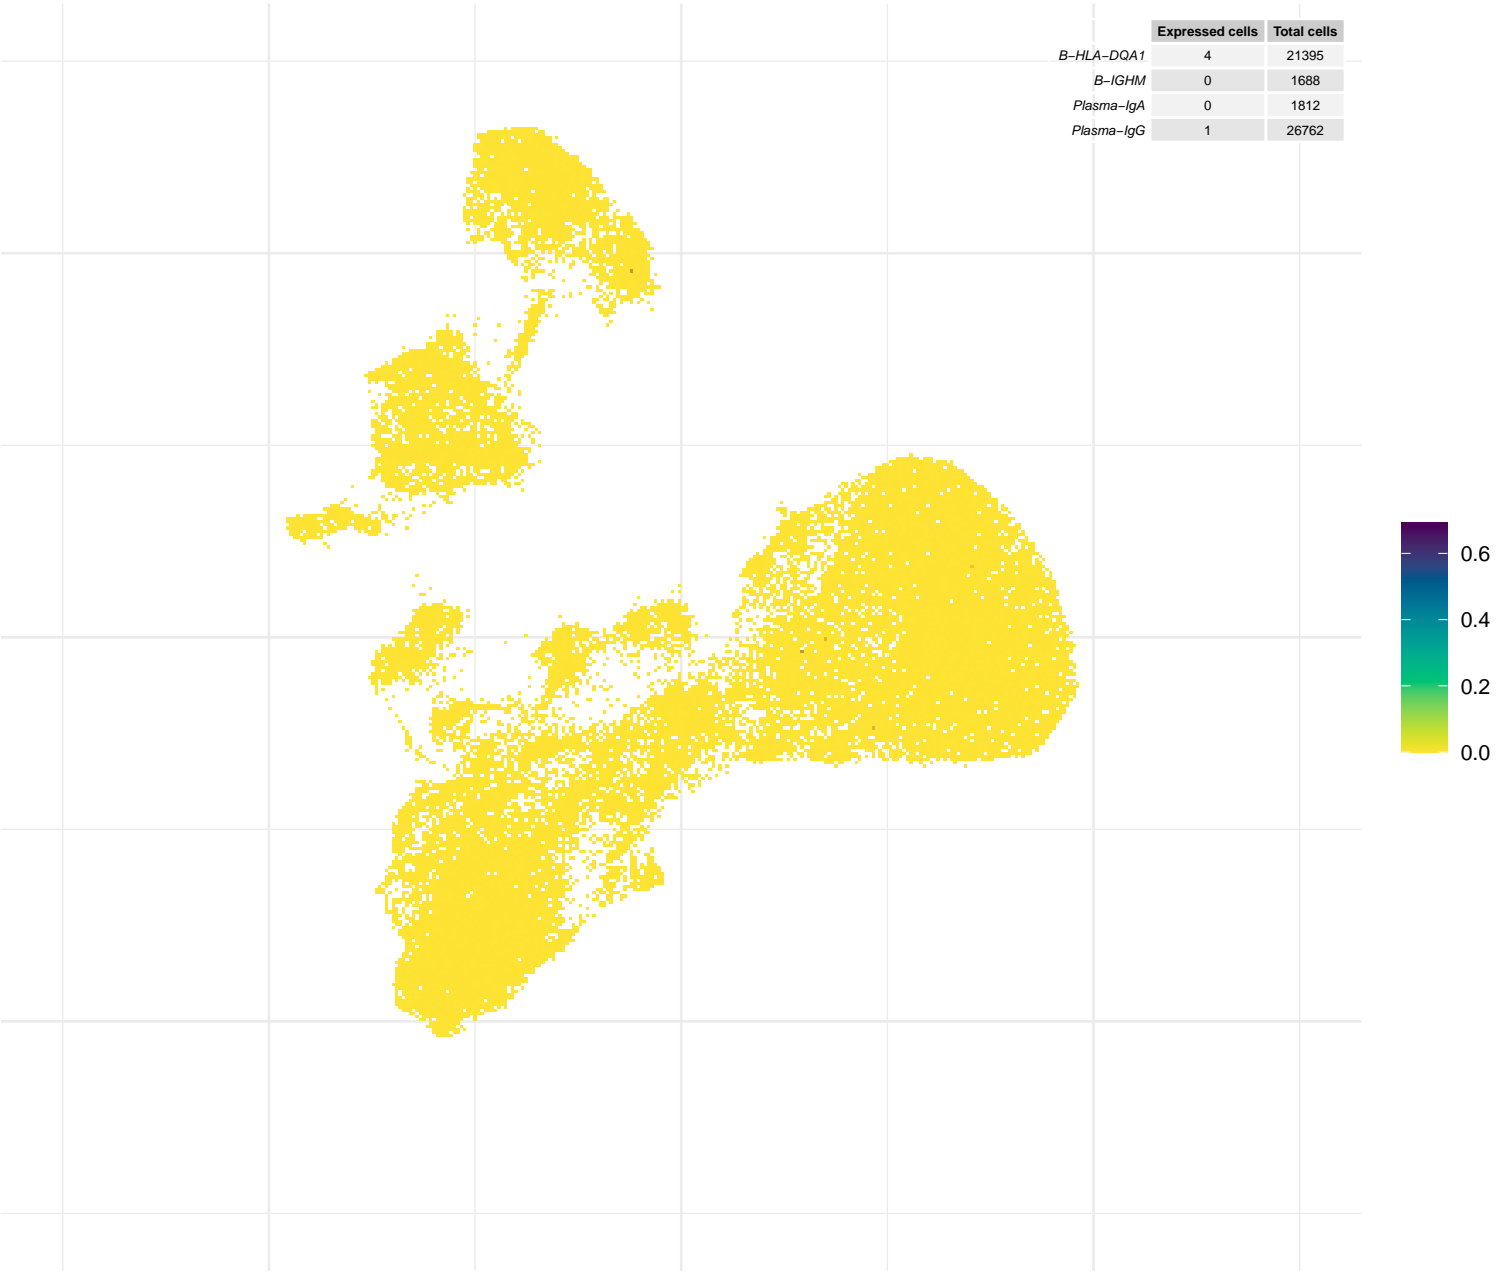 Expressed cells Total cells
B−HLA−DQA1 4 21395
B−IGHM 0 1688
Plasma−IgA 0 1812
Plasma−IgG 1 26762
0.6
0.4
0.2
0.0